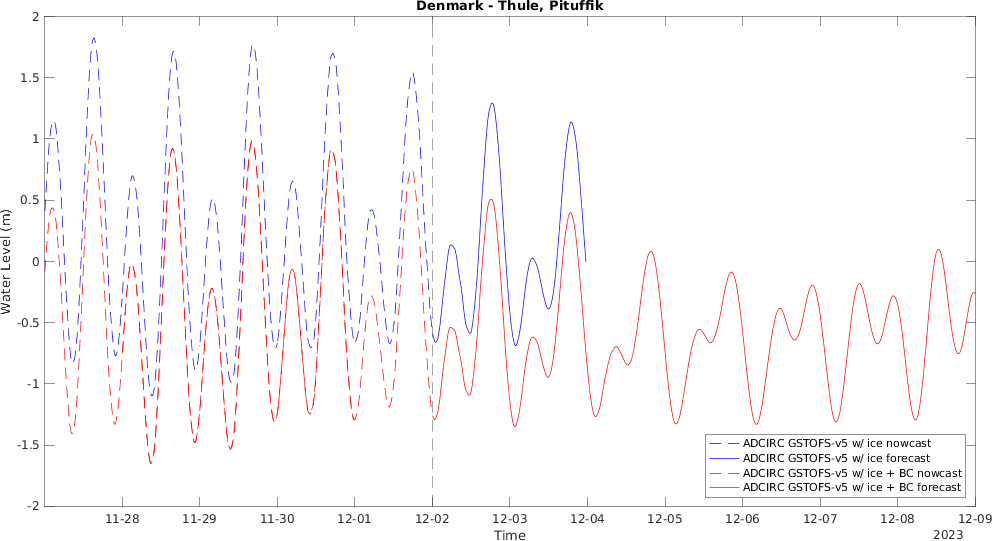 Denmark - Thule, Pituffik
2
1.5
1
0.5
0
-0.5
-1
-1.5
-2
Water Level (m)
ADCIRC GSTOFS-v5 w/ ice nowcast
ADCIRC GSTOFS-v5 w/ ice forecast
ADCIRC GSTOFS-v5 w/ ice + BC nowcast
ADCIRC GSTOFS-v5 w/ ice + BC forecast
11-28 11-29 11-30 12-01 12-02 12-03 12-04 12-05 12-06 12-07 12-08 12-09
Time
2023